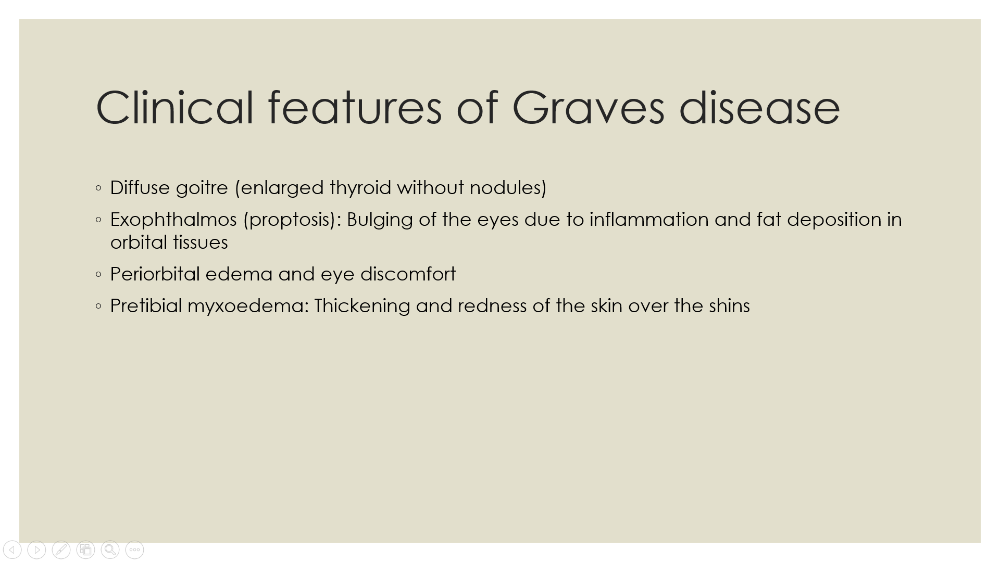 Clinical features of Graves disease
◦ Diffuse goitre (enlarged thyroid without nodules)
◦ Exophthalmos (proptosis): Bulging of the eyes due to inflammation and fat deposition in
orbital tissues
◦ Periorbital edema and eye discomfort
◦ Pretibial myxoedema: Thickening and redness of the skin over the shins